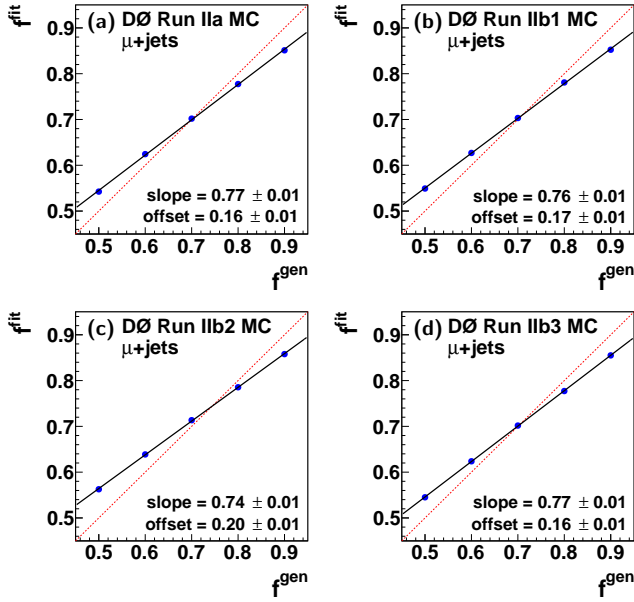 (a) DØ Run IIa MC
μ+jets
f^fit
0.9
0.8
0.7
0.6
0.5
slope = 0.77 ± 0.01
offset = 0.16 ± 0.01
0.5 0.6 0.7 0.8 0.9
f^gen
(b) DØ Run IIb1 MC
μ+jets
f^fit
0.9
0.8
0.7
0.6
0.5
slope = 0.76 ± 0.01
offset = 0.17 ± 0.01
0.5 0.6 0.7 0.8 0.9
f^gen
(c) DØ Run IIb2 MC
μ+jets
f^fit
0.9
0.8
0.7
0.6
0.5
slope = 0.74 ± 0.01
offset = 0.20 ± 0.01
0.5 0.6 0.7 0.8 0.9
f^gen
(d) DØ Run IIb3 MC
μ+jets
f^fit
0.9
0.8
0.7
0.6
0.5
slope = 0.77 ± 0.01
offset = 0.16 ± 0.01
0.5 0.6 0.7 0.8 0.9
f^gen